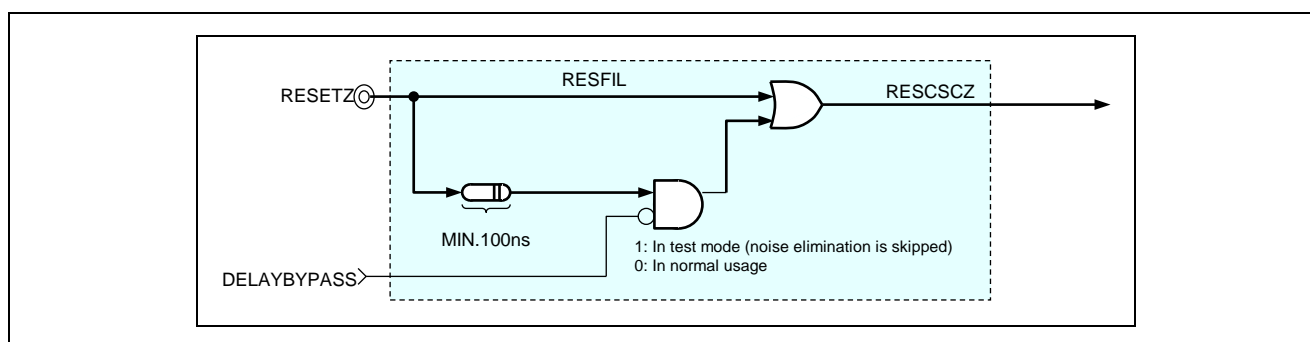 RESFIL
RESETZ
RESCSCZ
MIN.100ns
1: In test mode (noise elimination is skipped)
0: In normal usage
DELAYBYPASS